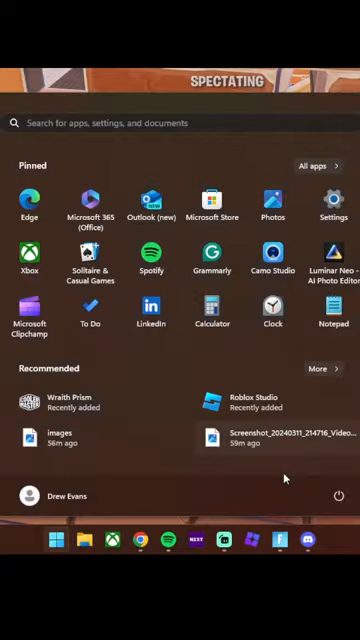 SPECTATING
Search for apps, settings, and documents
Pinned
All apps
Edge
Microsoft 365 (Office)
Outlook (new)
Microsoft Store
Photos
Settings
Xbox
Solitaire & Casual Games
Spotify
Grammarly
Camo Studio
Luminar Neo - AI Photo Editor
Microsoft Clipchamp
To Do
LinkedIn
Calculator
Clock
Notepad
Recommended
More
Wraith Prism
Recently added
Roblox Studio
Recently added
images
56m ago
Screenshot_20240311_214716_Video...
59m ago
Drew Evans
NZXT